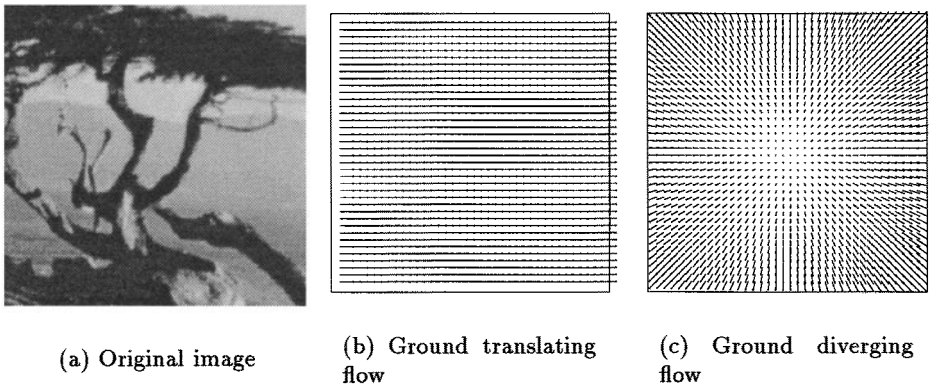 (a) Original image
(b) Ground translating
flow
(c) Ground diverging
flow